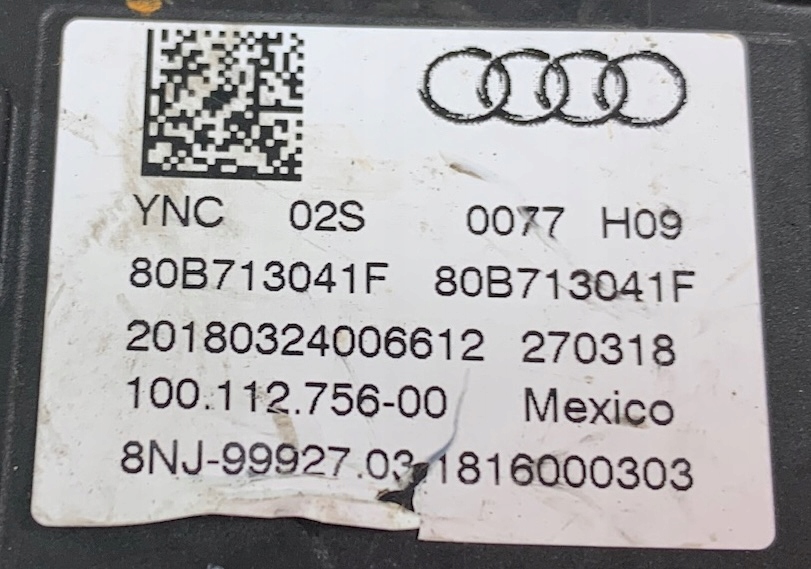 YNC 02S 0077 H09
80B713041F 80B713041F
20180324006612 270318
100.112.756-00 Mexico
8NJ-99927.03 1816000303